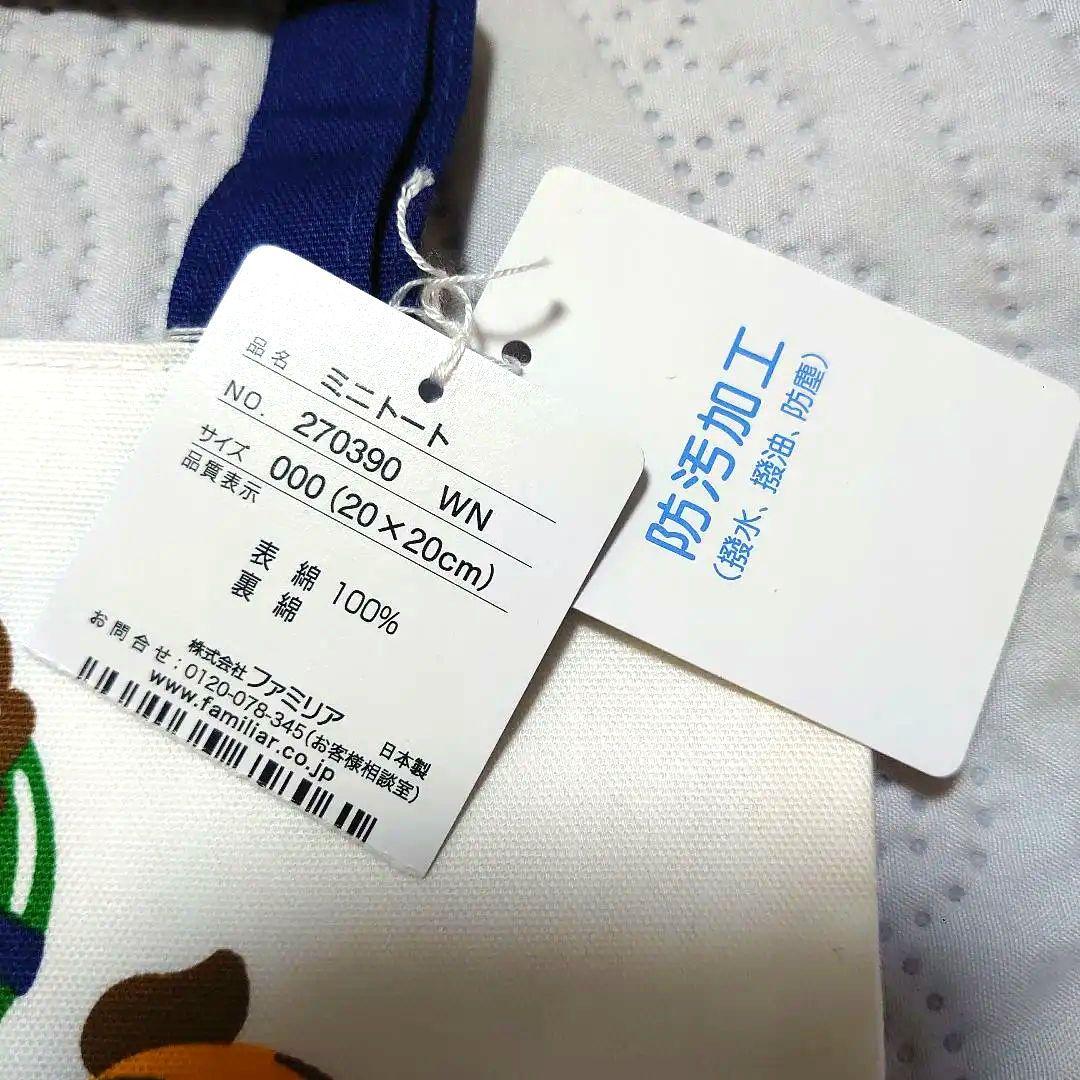 品名 ミニトート
NO. 270390 WN
サイズ 000 (20×20cm)
品質表示
表 綿 100%
裏 綿
株式会社 ファミリア
お問合せ:0120-078-345(お客様相談室)
www.familiar.co.jp
日本製
防汚加工
(撥水、撥油、防塵)